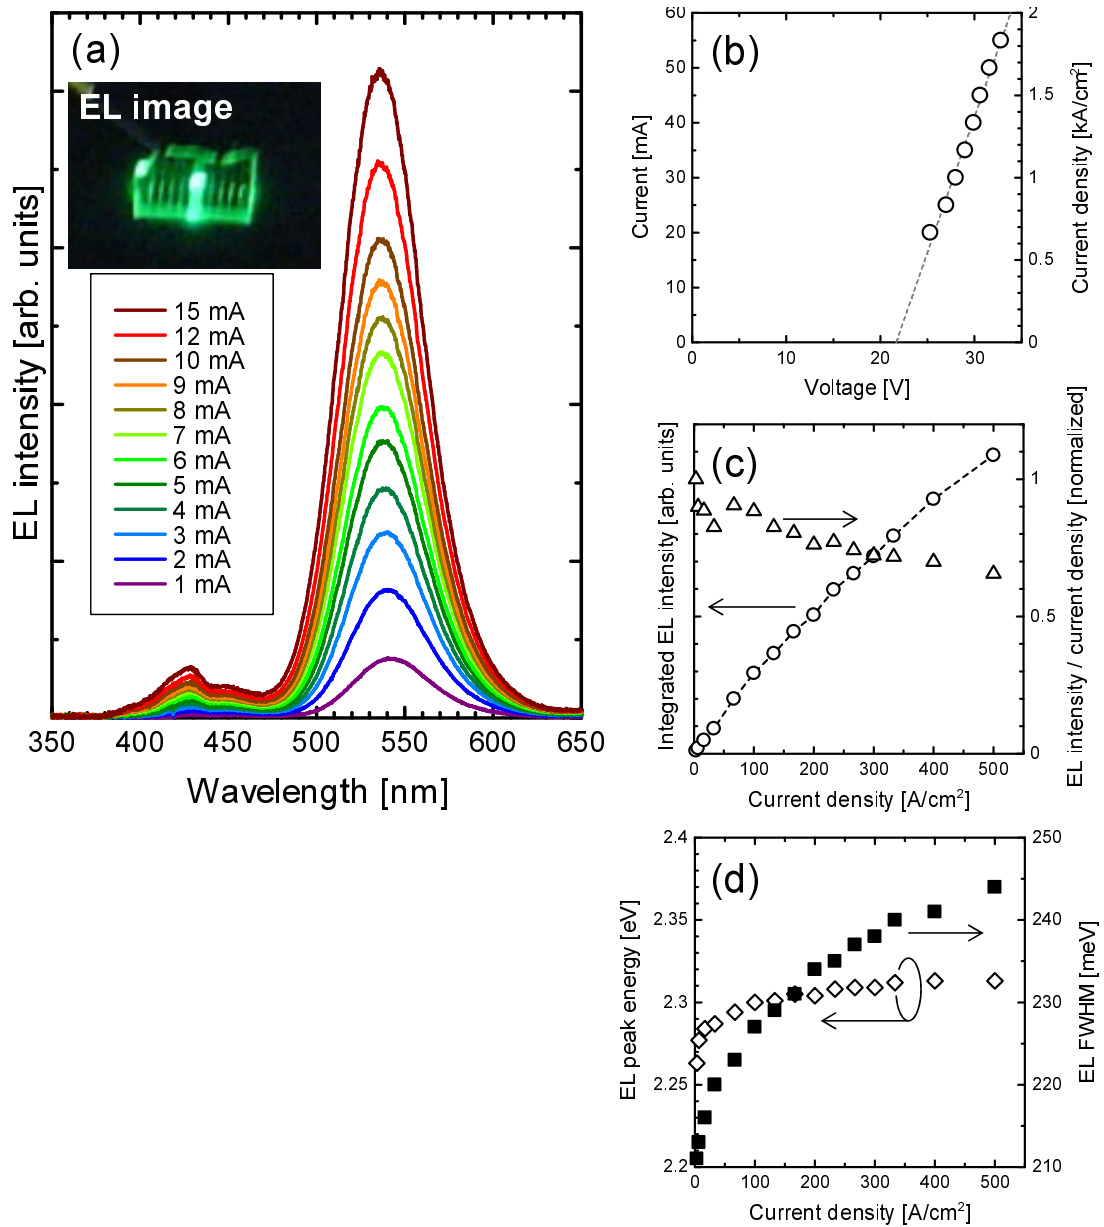 (a)
EL image
15 mA
12 mA
10 mA
9 mA
8 mA
7 mA
6 mA
5 mA
4 mA
3 mA
2 mA
1 mA
EL intensity [arb. units]
350 400 450 500 550 600 650
Wavelength [nm]
(b)
60
50
40
30
20
10
0
Current [mA]
2
1.5
1
0.5
0
Current density [kA/cm²]
0 10 20 30
Voltage [V]
(c)
Integrated EL intensity [arb. units]
1
0.5
0
EL intensity / current density [normalized]
0 100 200 300 400 500
Current density [A/cm²]
(d)
2.4
2.35
2.3
2.25
2.2
EL peak energy [eV]
250
240
230
220
210
EL FWHM [meV]
0 100 200 300 400 500
Current density [A/cm²]